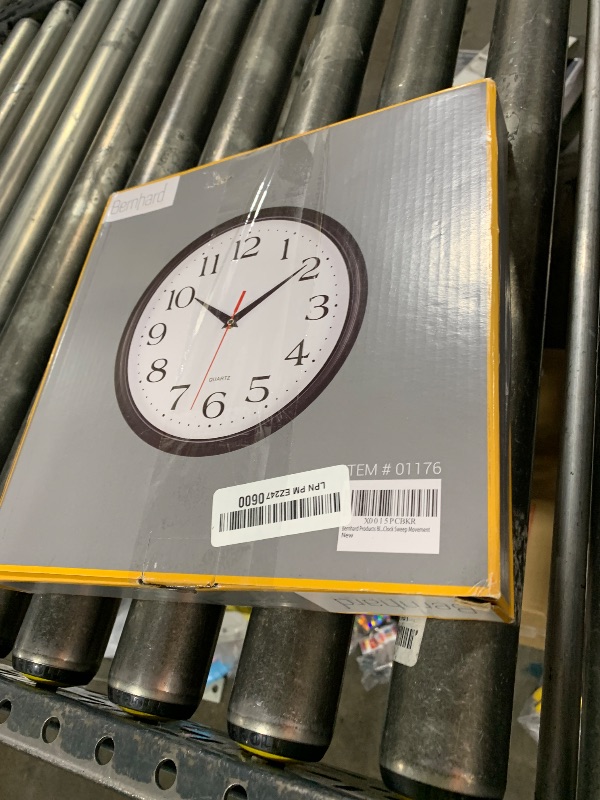 Bernhard
12
1
2
3
4
5
6
7
8
9
10
11
QUARTZ
ITEM # 01176
LPN PM EZ247 0600
X0015PCBKR
Bernhard Products Bl...Clock Sweep Movement
New
Bernhard